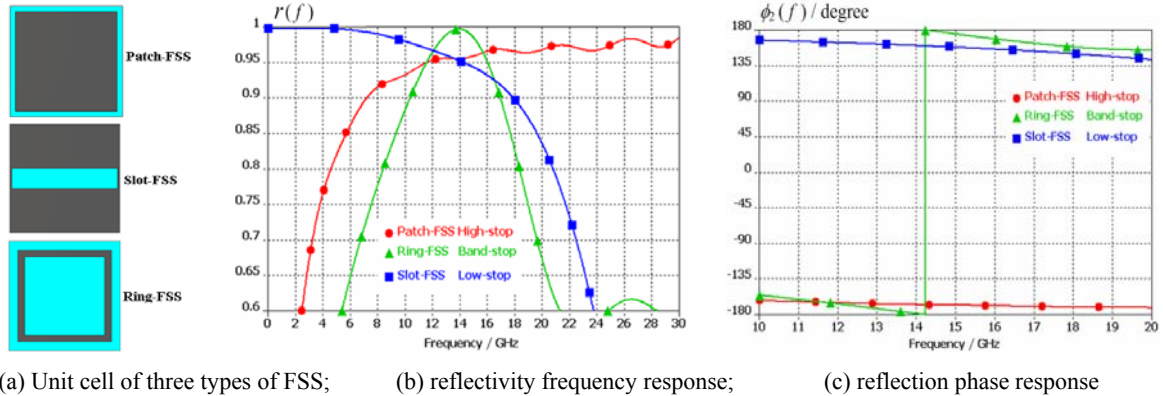 Patch-FSS
Slot-FSS
Ring-FSS
r(f)
1
0.95
0.9
0.85
0.8
0.75
0.7
0.65
0.6
Patch-FSS High-stop
Ring-FSS Band-stop
Slot-FSS Low-stop
0 2 4 6 8 10 12 14 16 18 20 22 24 26 28 30
Frequency / GHz
ϕ₂(f) / degree
180
135
90
45
0
-45
-90
-135
-180
Patch-FSS High-stop
Ring-FSS Band-stop
Slot-FSS Low-stop
10 11 12 13 14 15 16 17 18 19 20
Frequency / GHz
(a) Unit cell of three types of FSS; (b) reflectivity frequency response; (c) reflection phase response